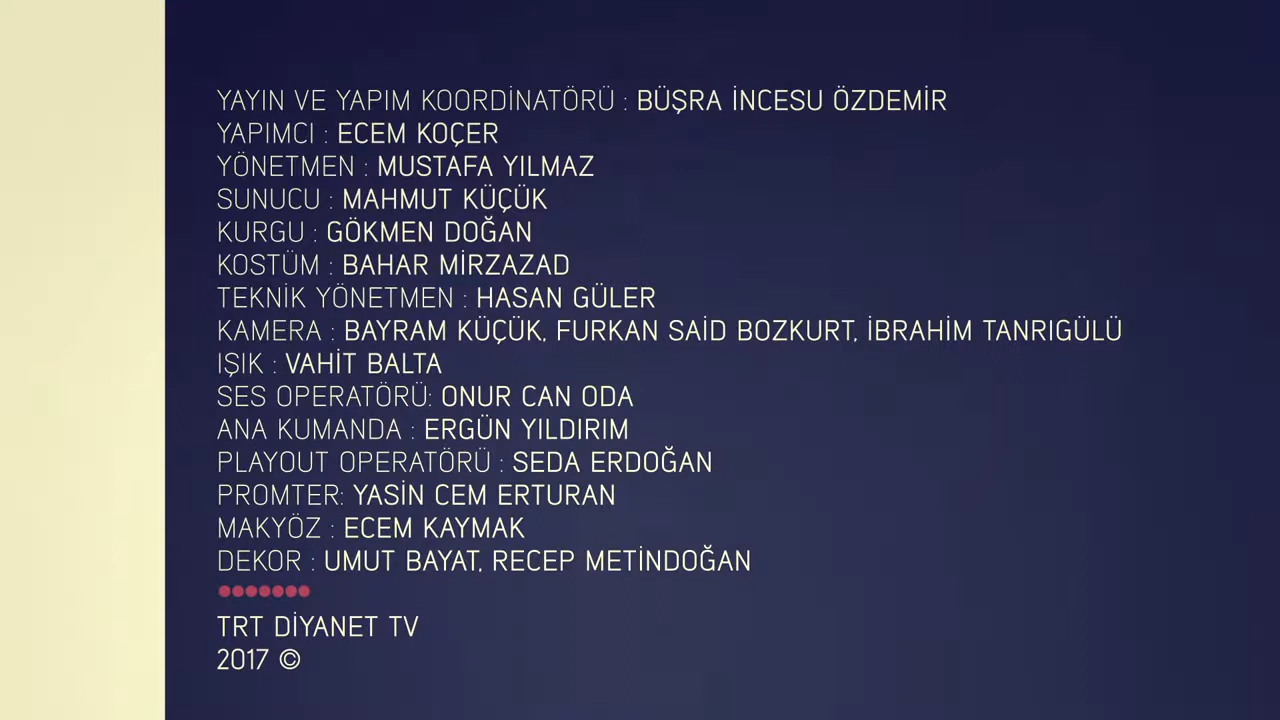 YAYIN VE YAPIM KOORDİNATÖRÜ : BÜŞRA İNCESU ÖZDEMİR
YAPIMCI : ECEM KOÇER
YÖNETMEN : MUSTAFA YILMAZ
SUNUCU : MAHMUT KÜÇÜK
KURGU : GÖKMEN DOĞAN
KOSTÜM : BAHAR MİRZAZAD
TEKNİK YÖNETMEN : HASAN GÜLER
KAMERA : BAYRAM KÜÇÜK, FURKAN SAİD BOZKURT, İBRAHİM TANRIGÜLÜ
IŞIK : VAHİT BALTA
SES OPERATÖRÜ: ONUR CAN ODA
ANA KUMANDA : ERGÜN YILDIRIM
PLAYOUT OPERATÖRÜ : SEDA ERDOĞAN
PROMTER: YASİN CEM ERTURAN
MAKYÖZ : ECEM KAYMAK
DEKOR : UMUT BAYAT, RECEP METİNDOĞAN
TRT DİYANET TV
2017 ©